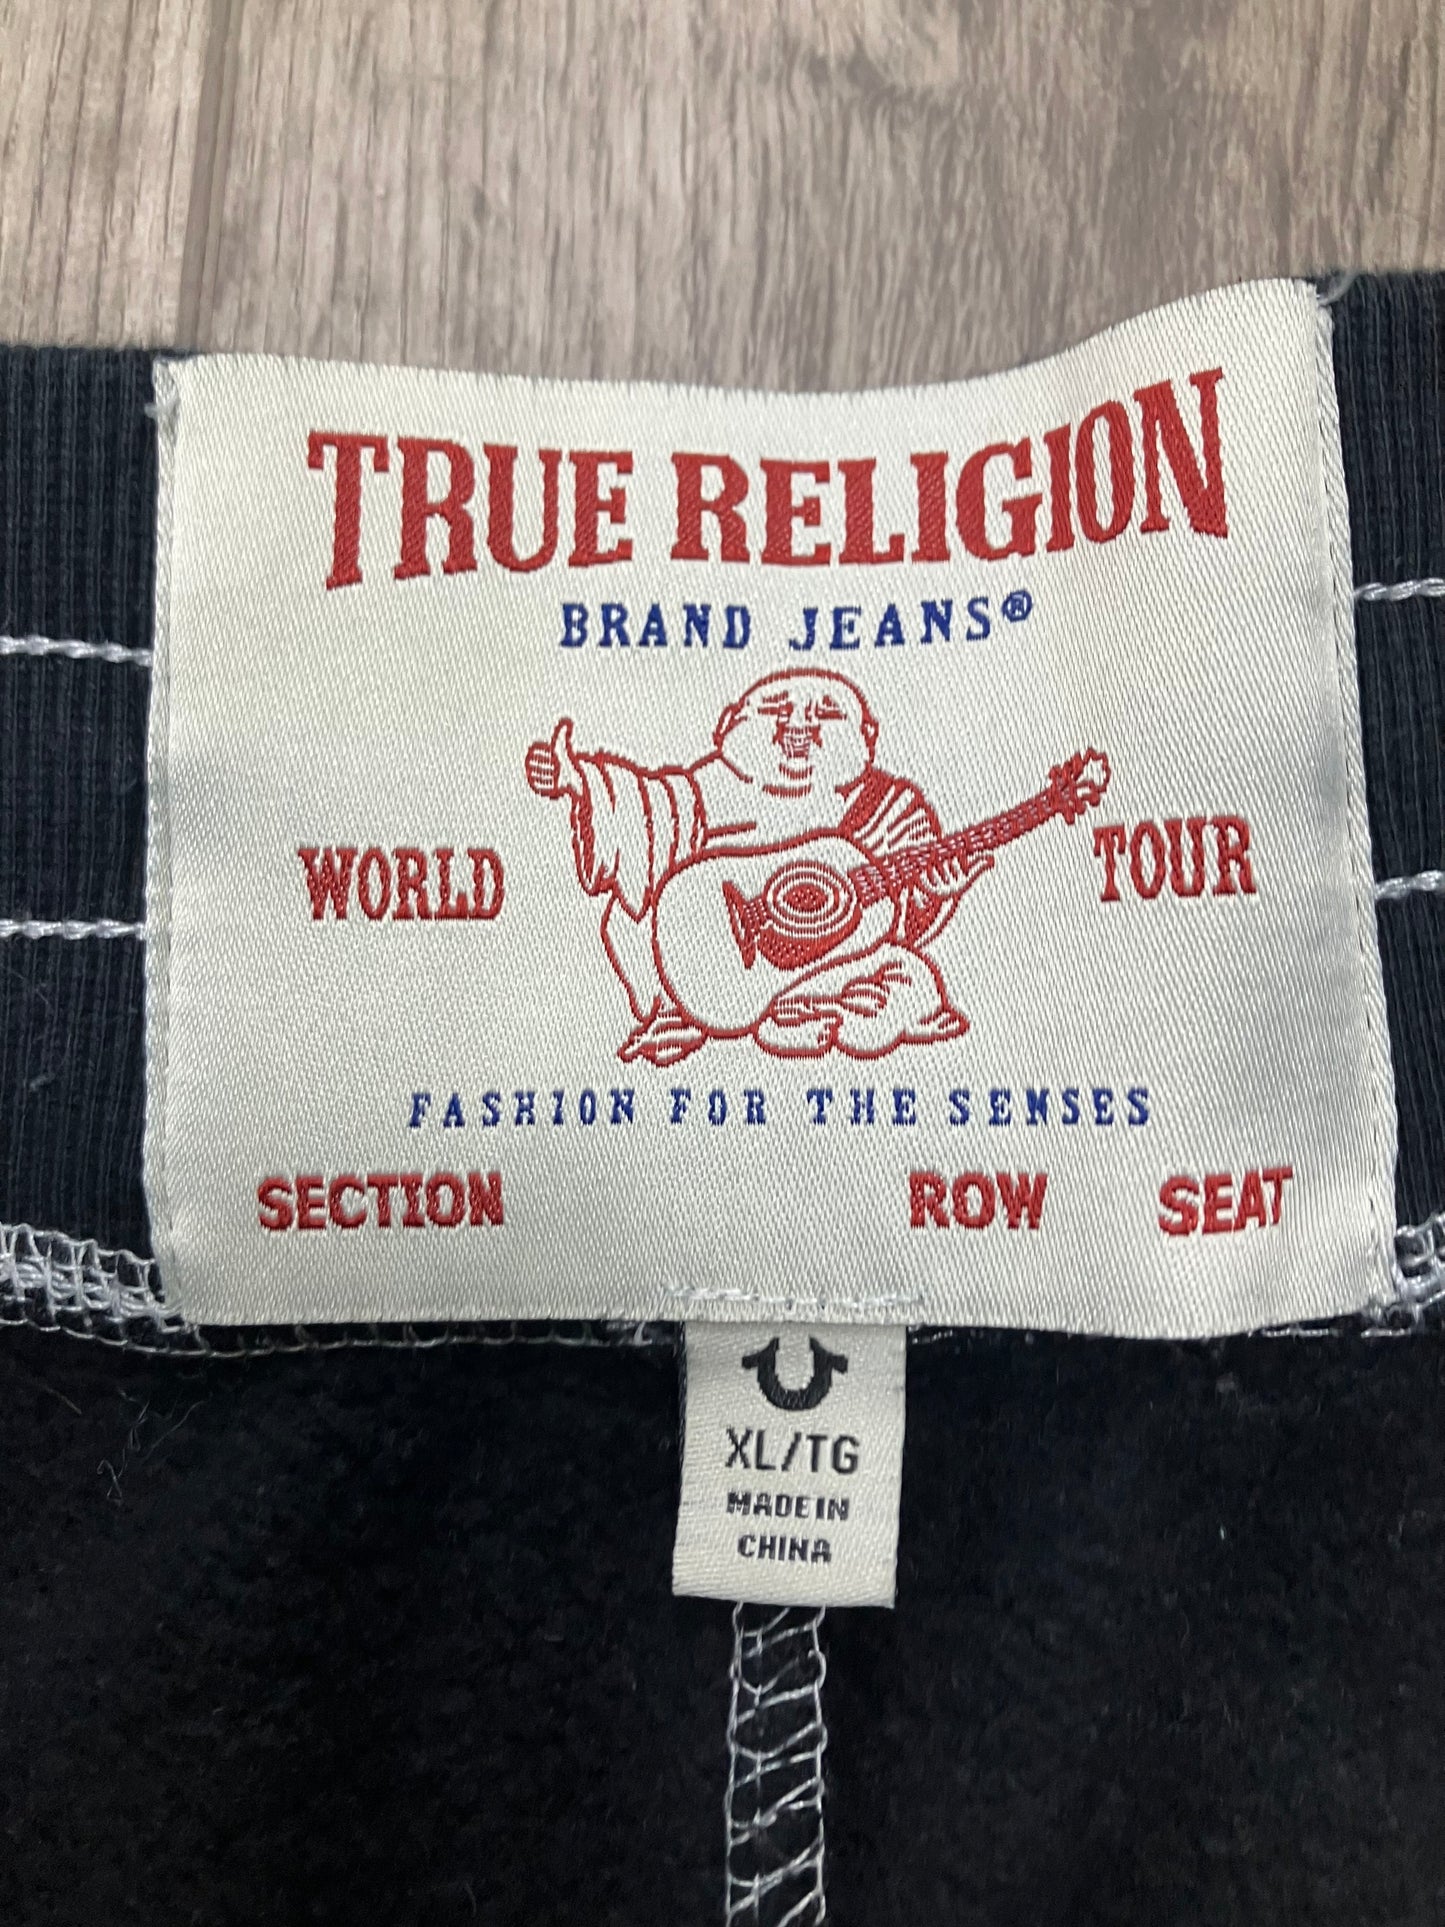 TRUE RELIGION
BRAND JEANS®
WORLD TOUR
FASHION FOR THE SENSES
SECTION ROW SEAT
XL/TG
MADE IN
CHINA